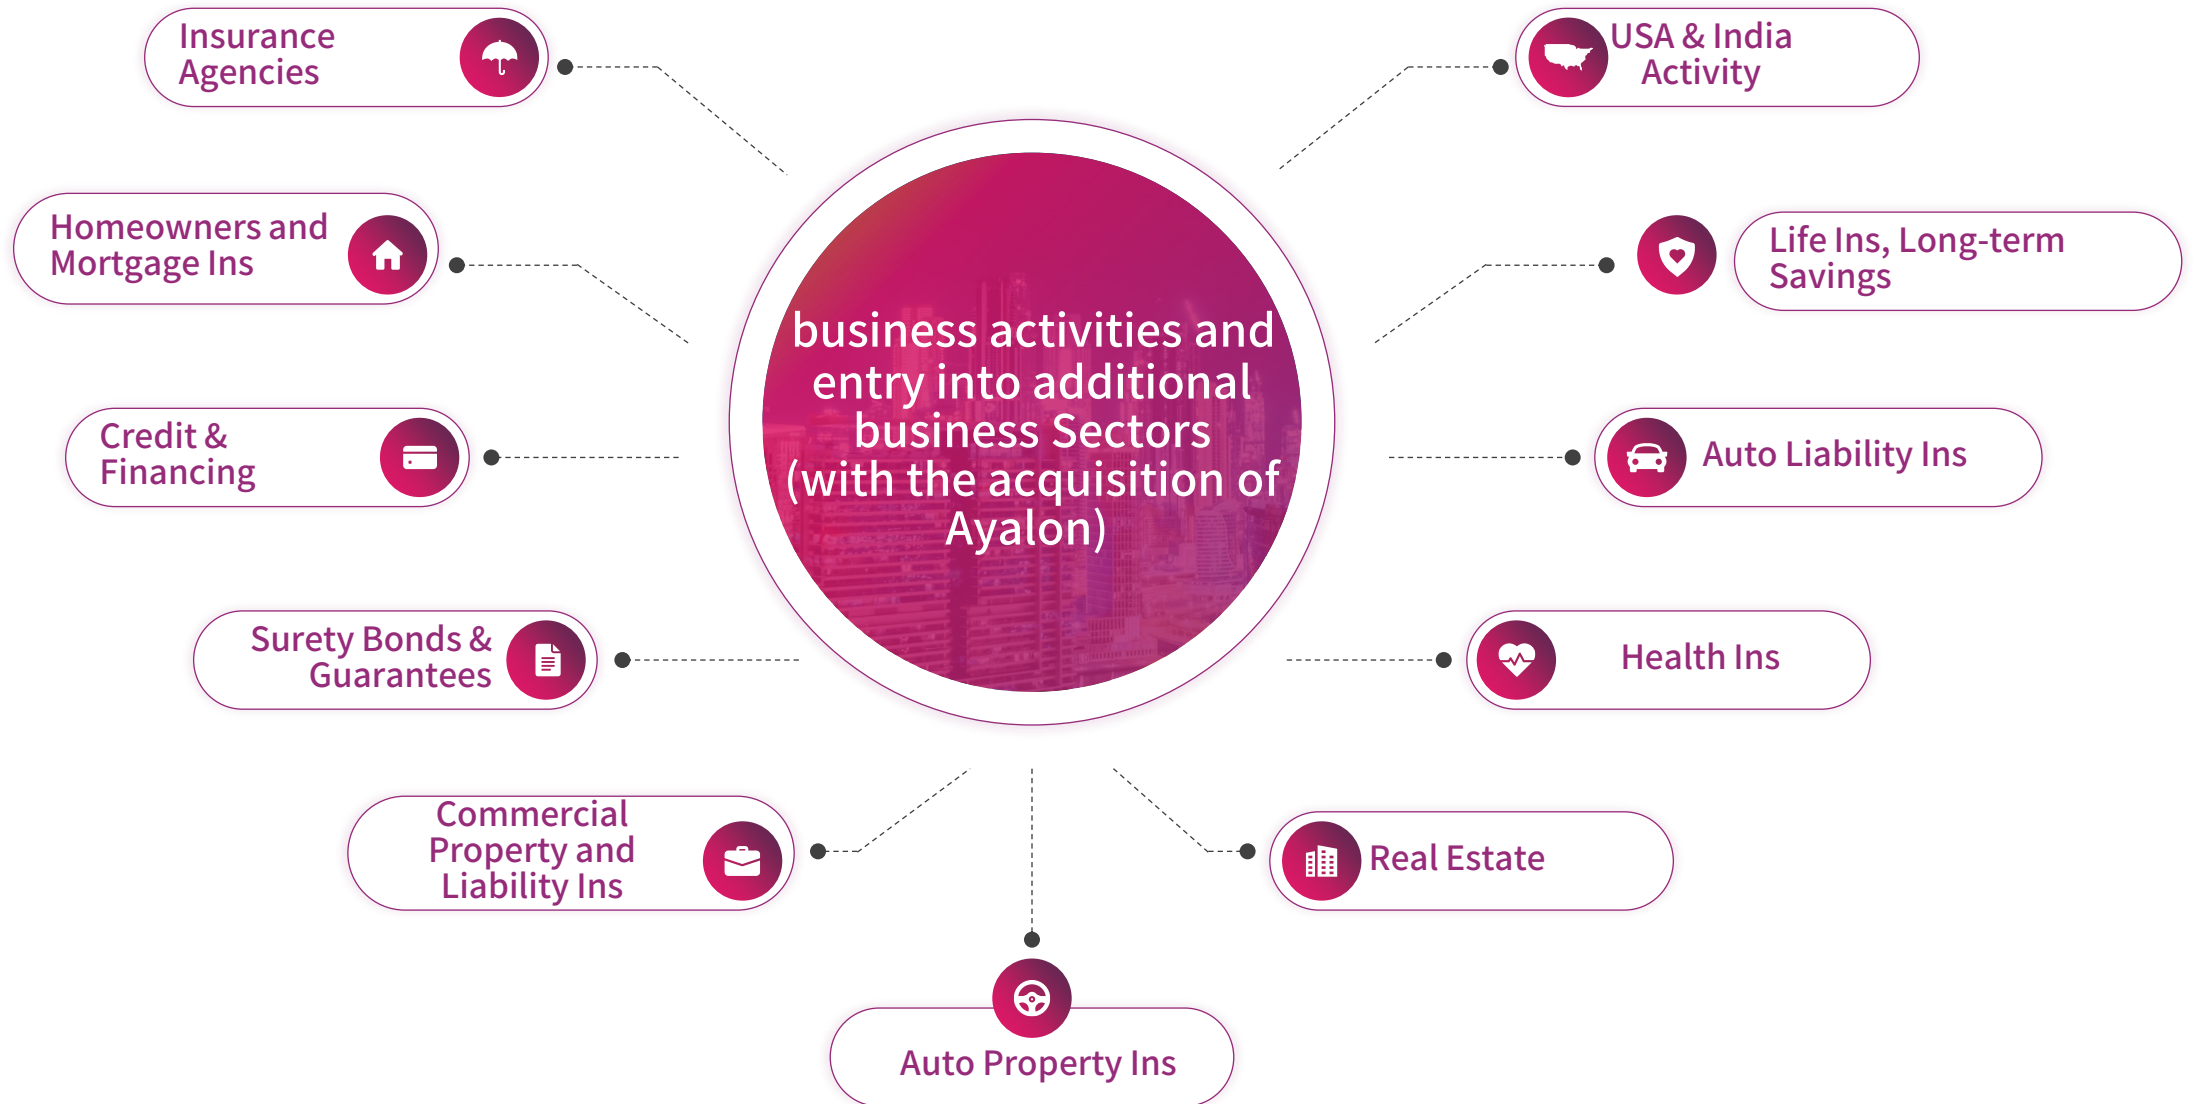 Insurance
Agencies
USA & India
Activity
Homeowners and
Mortgage Ins
Life Ins, Long-term
Savings
business activities and
entry into additional
business Sectors
(with the acquisition of
Ayalon)
Credit &
Financing
Auto Liability Ins
Surety Bonds &
Guarantees
Health Ins
Commercial
Property and
Liability Ins
Real Estate
Auto Property Ins